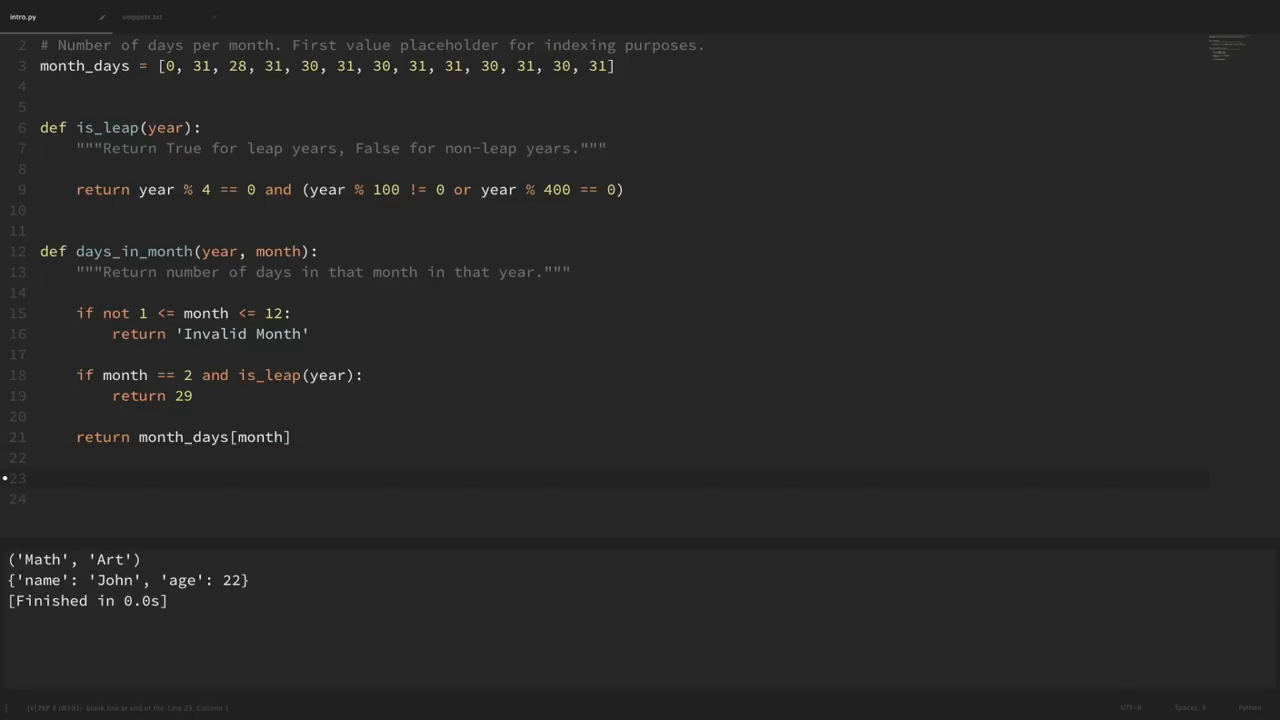 intro.py
snippets.txt
2 # Number of days per month. First value placeholder for indexing purposes.
3 month_days = [0, 31, 28, 31, 30, 31, 30, 31, 31, 30, 31, 30, 31]
4
5
6 def is_leap(year):
7 """Return True for leap years, False for non-leap years."""
8
9 return year % 4 == 0 and (year % 100 != 0 or year % 400 == 0)
10
11
12 def days_in_month(year, month):
13 """Return number of days in that month in that year."""
14
15 if not 1 <= month <= 12:
16 return 'Invalid Month'
17
18 if month == 2 and is_leap(year):
19 return 29
20
21 return month_days[month]
22
23
24
('Math', 'Art')
{'name': 'John', 'age': 22}
[Finished in 0.0s]
[W] PEP 8 (W391): Blank line at end of file, Line 23, Column 1
UTF-8
Spaces: 4
Python